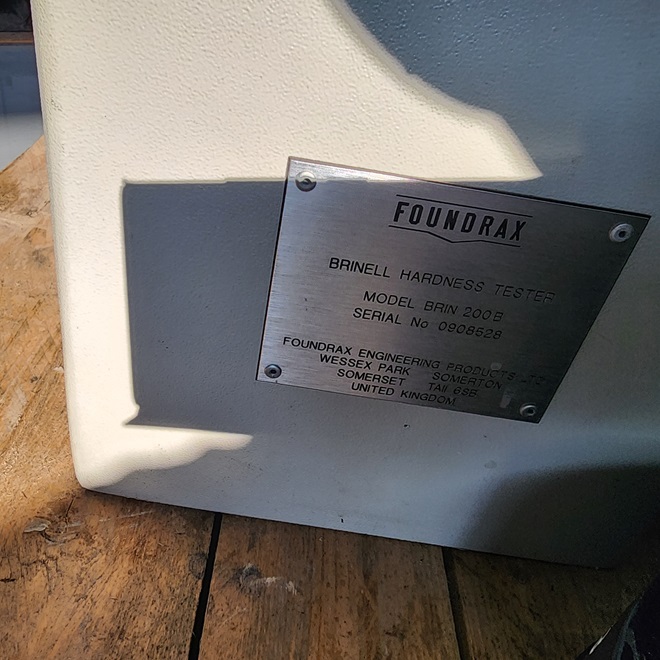 FOUNDRAX
BRINELL HARDNESS TESTER
MODEL BRIN 200B
SERIAL No 0908528
FOUNDRAX ENGINEERING PRODUCTS LTD
WESSEX PARK SOMERTON
SOMERSET TA11 6SB
UNITED KINGDOM